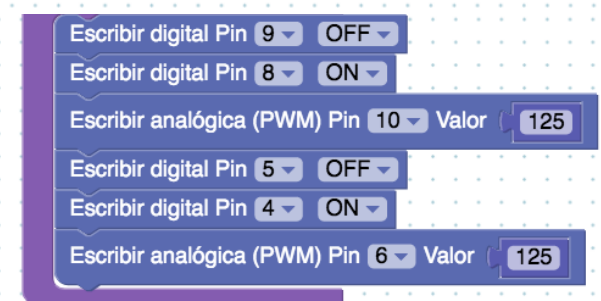 Escribir digital Pin 9 OFF
Escribir digital Pin 8 ON
Escribir analógica (PWM) Pin 10 Valor 125
Escribir digital Pin 5 OFF
Escribir digital Pin 4 ON
Escribir analógica (PWM) Pin 6 Valor 125